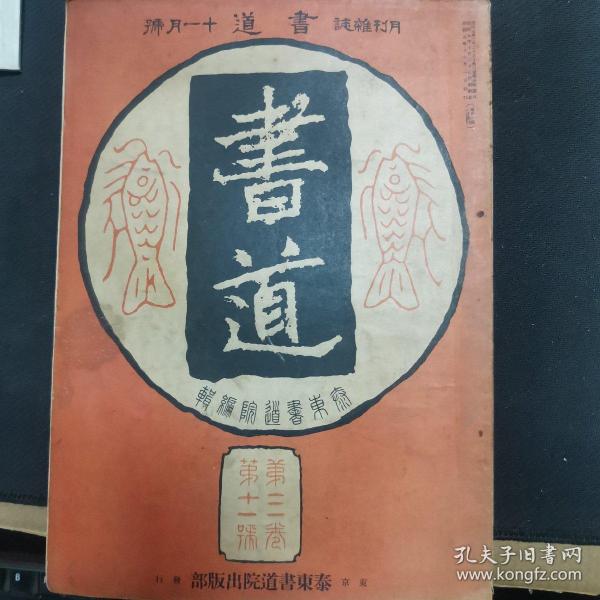 月刊雜誌 書道 十一月號
書道
泰東書道院編輯
第二卷
第十一號
東京 泰東書道院出版部 發行
孔夫子旧书网
www.kongfz.com